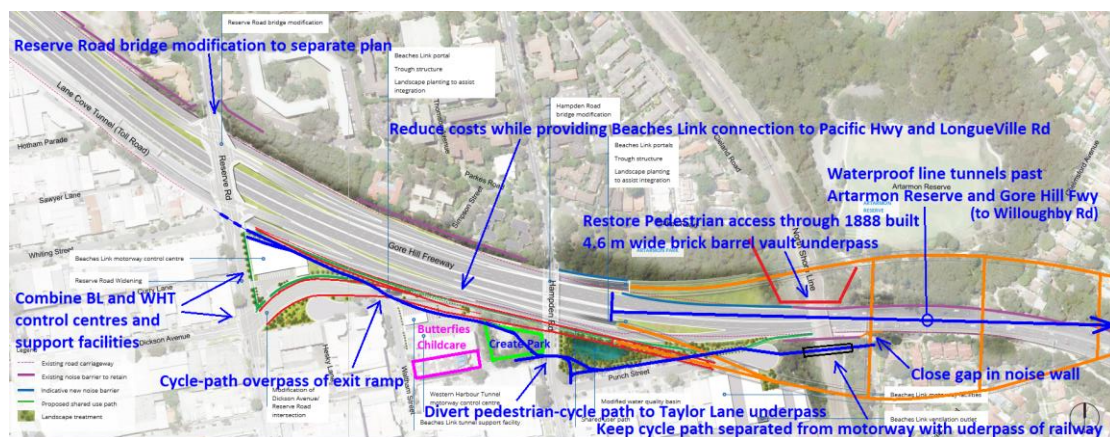 Reserve Road bridge modification
Reserve Road bridge modification to separate plan
Beaches Link portal
Trough structure
Landscape planting to assist
integration
Lane Cove Tunnel (Toll Road)
Hotham Parade
Hampden Road
bridge modification
Reduce costs while providing Beaches Link connection to Pacific Hwy and LongueVille Rd
Reserve Rd
Parkes Road
Simpson Street
Beaches Link portals
Trough structure
Landscape planting
to assist integration
Waterproof line tunnels past
Artarmon Reserve
Artarmon Reserve and Gore Hill Fwy
(to Willoughby Rd)
Sawyer Lane
Restore Pedestrian access through 1888 built
4.6 m wide brick barrel vault underpass
Whiting Street
Gore Hill Freeway
Beaches Link motorway control centre
Reserve Road Widening
Hampden Rd
Combine BL and WHT
control centres and
support facilities
Dickson Avenue
Butterfies
Childcare
Create Park
Existing road carriageway
Existing noise barrier to retain
Indicative new noise barrier
Proposed shared use path
Landscape treatment
Cycle-path overpass of exit ramp
Punch Street
Close gap in noise wall
Modification of
Dickson Avenue/
Reserve Road
intersection
Western Harbour Tunnel
motorway control centre
Modified water quality basin
Divert pedestrian-cycle path to Taylor Lane underpass
Beaches Link tunnel support facility
Beaches Link ventilation outlet
Keep cycle path separated from motorway with uderpass of railway